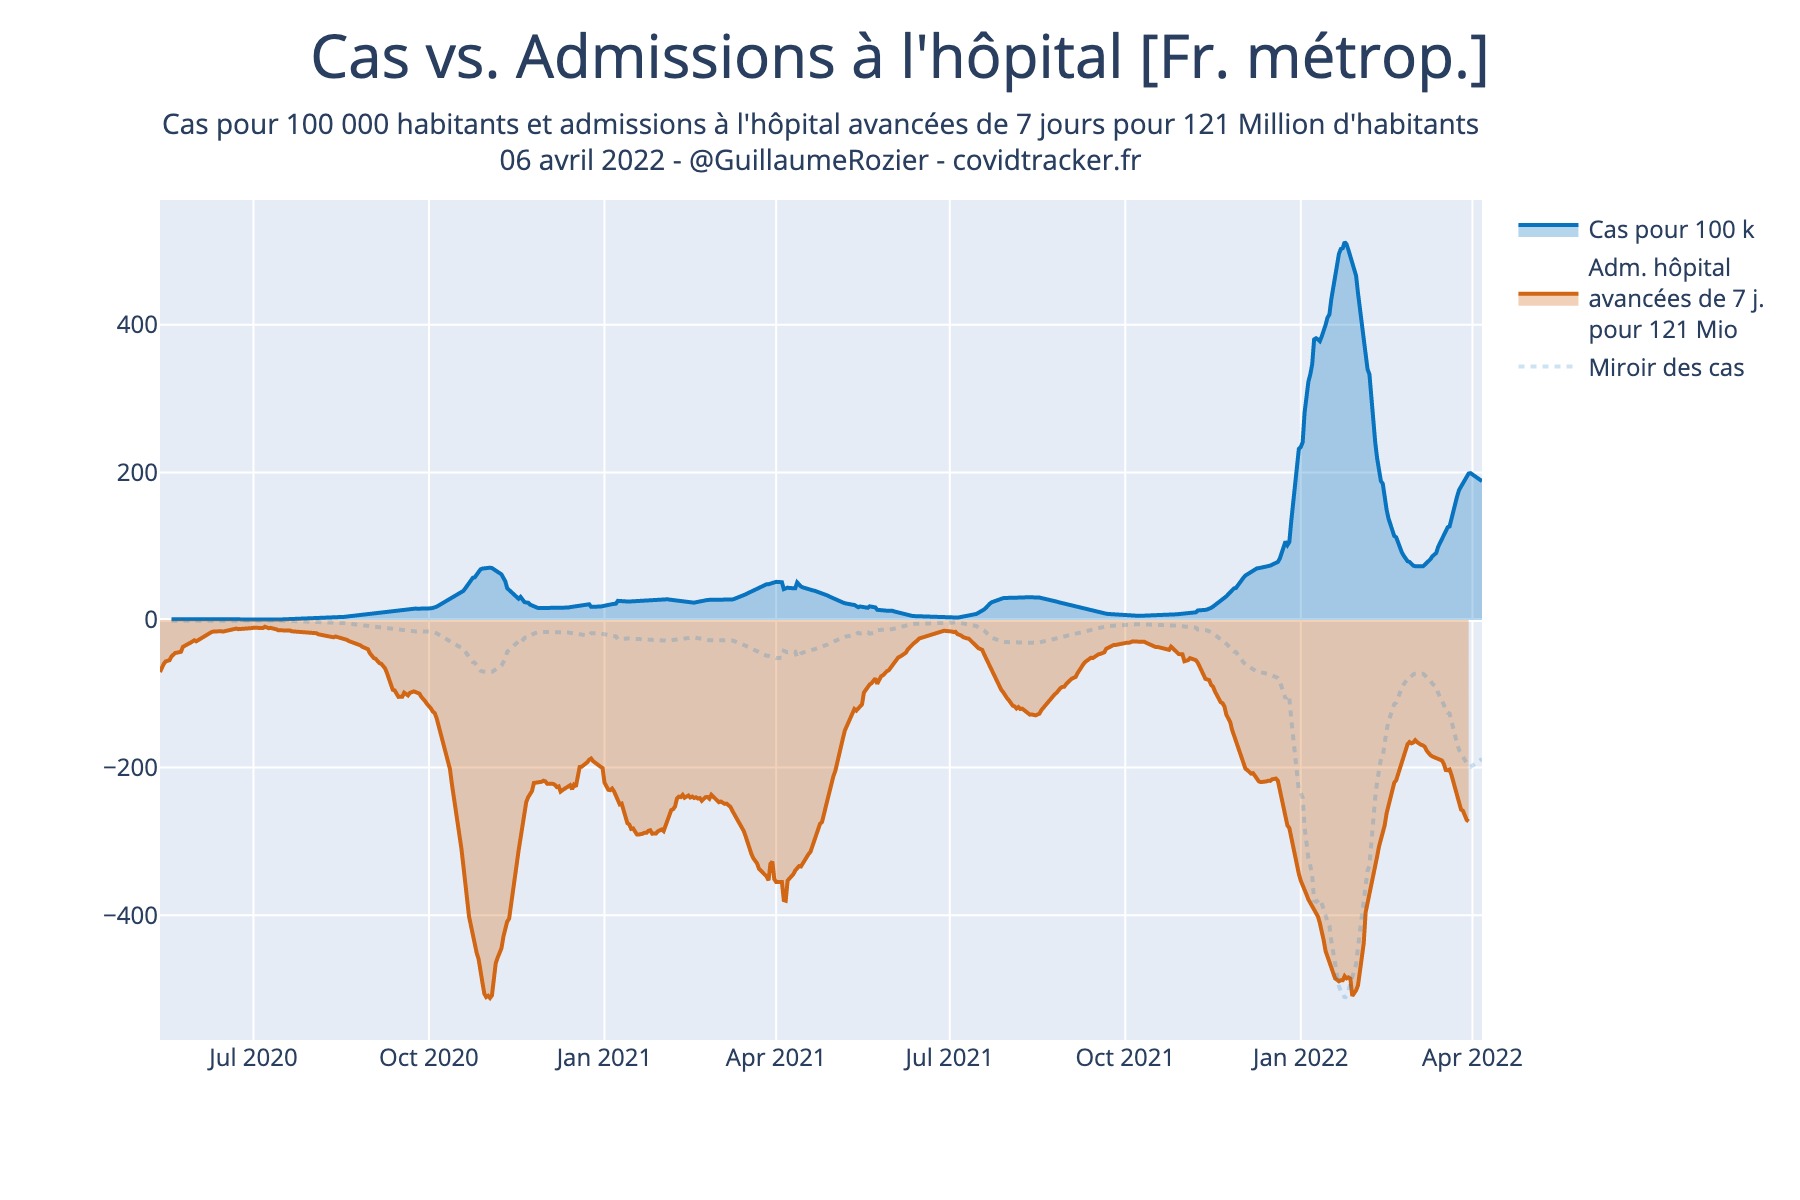 Cas vs. Admissions à l'hôpital [Fr. métrop.]
Cas pour 100 000 habitants et admissions à l'hôpital avancées de 7 jours pour 121 Million d'habitants
06 avril 2022 - @GuillaumeRozier - covidtracker.fr
Cas pour 100 k
Adm. hôpital
avancées de 7 j.
pour 121 Mio
Miroir des cas
400
200
0
−200
−400
Jul 2020
Oct 2020
Jan 2021
Apr 2021
Jul 2021
Oct 2021
Jan 2022
Apr 2022